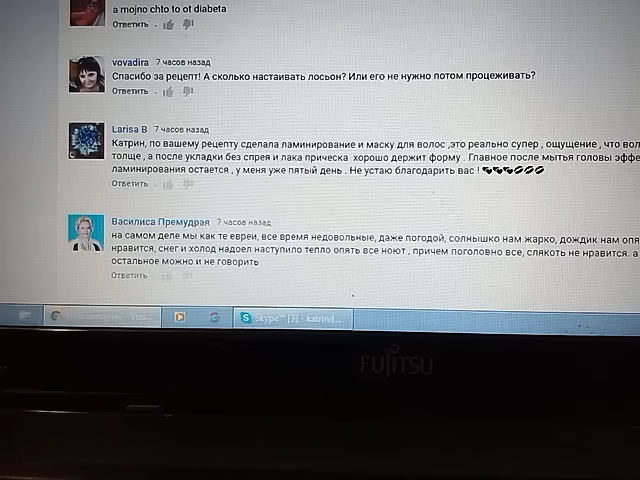 a mojno chto to ot diabeta
Ответить
vovadira 7 часов назад
Спасибо за рецепт! А сколько настаивать лосьон? Или его не нужно потом процеживать?
Ответить
Larisa B 7 часов назад
Катрин, по вашему рецепту сделала ламинирование и маску для волос ,это реально супер , ощущение , что вол
толще , а после укладки без спрея и лака прическа хорошо держит форму . Главное после мытья головы эффе
ламинирования остается , у меня уже пятый день . Не устаю благодарить вас !
Ответить
Василиса Премудрая 7 часов назад
на самом деле мы как те евреи, все время недовольные, даже погодой, солнышко нам жарко, дождик нам опя
нравится, снег и холод надоел наступило тепло опять все ноют , причем поголовно все, слякоть не нравится. а
остальное можно и не говорить
Ответить
Skype™ [3] - katrind...
FUJITSU